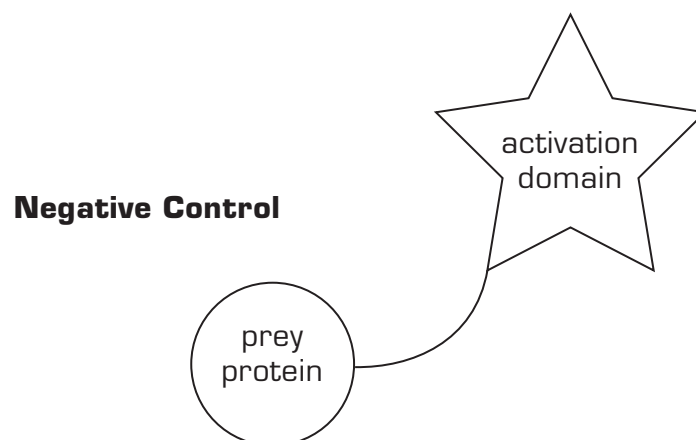 activation
domain
Negative Control
prey
protein